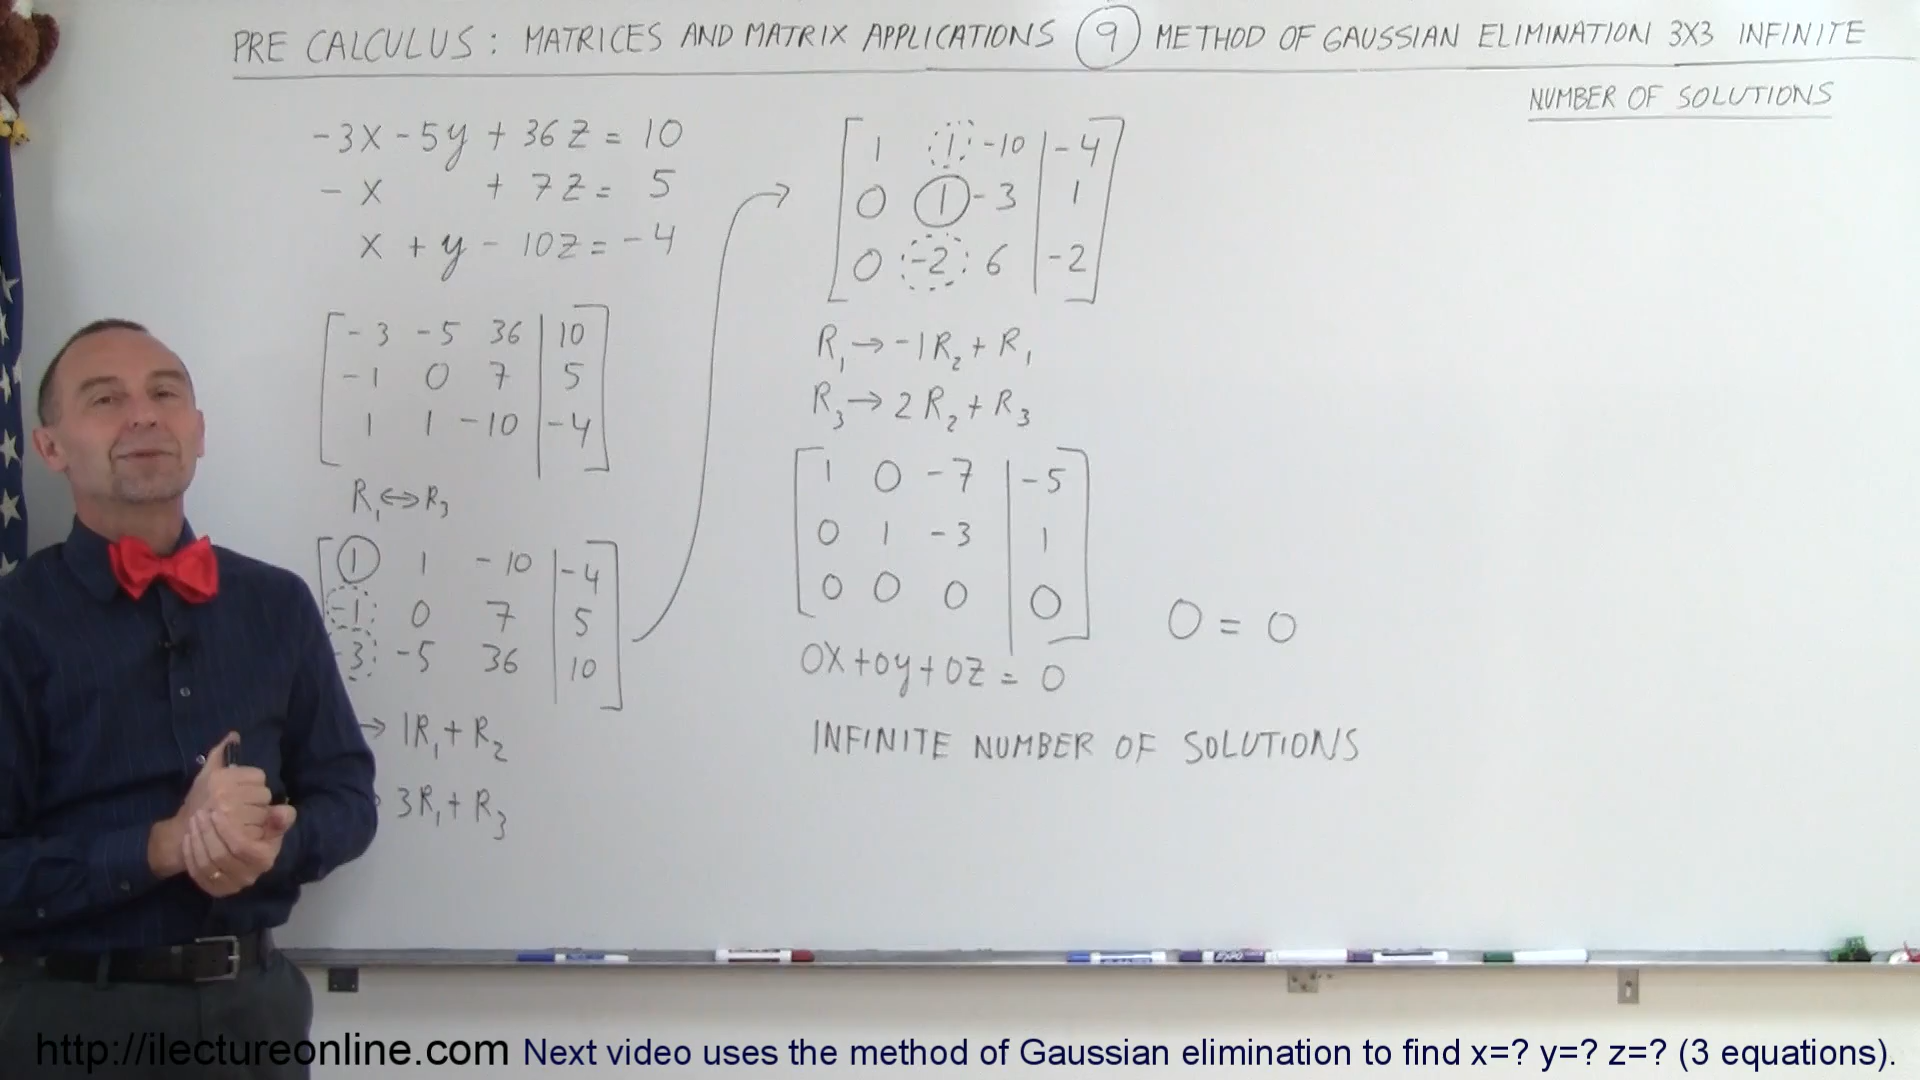 PRE CALCULUS: MATRICES AND MATRIX APPLICATIONS 9 METHOD OF GAUSSIAN ELIMINATION 3X3 INFINITE
NUMBER OF SOLUTIONS
-3X - 5y + 36Z = 10
-X + 7Z = 5
X + y - 10Z = -4
-3 -5 36 | 10
-1 0 7 | 5
1 1 -10 | -4
R₁ ↔ R₃
1 1 -10 | -4
-1 0 7 | 5
-3 -5 36 | 10
→ 1R₁ + R₂
3R₁ + R₃
1 1 -10 | -4
0 1 -3 | 1
0 -2 6 | -2
R₁ → -1R₂ + R₁
R₃ → 2R₂ + R₃
1 0 -7 | -5
0 1 -3 | 1
0 0 0 | 0
0X + 0y + 0Z = 0
0 = 0
INFINITE NUMBER OF SOLUTIONS
EXPO
http://ilectureonline.com Next video uses the method of Gaussian elimination to find x=? y=? z=? (3 equations).